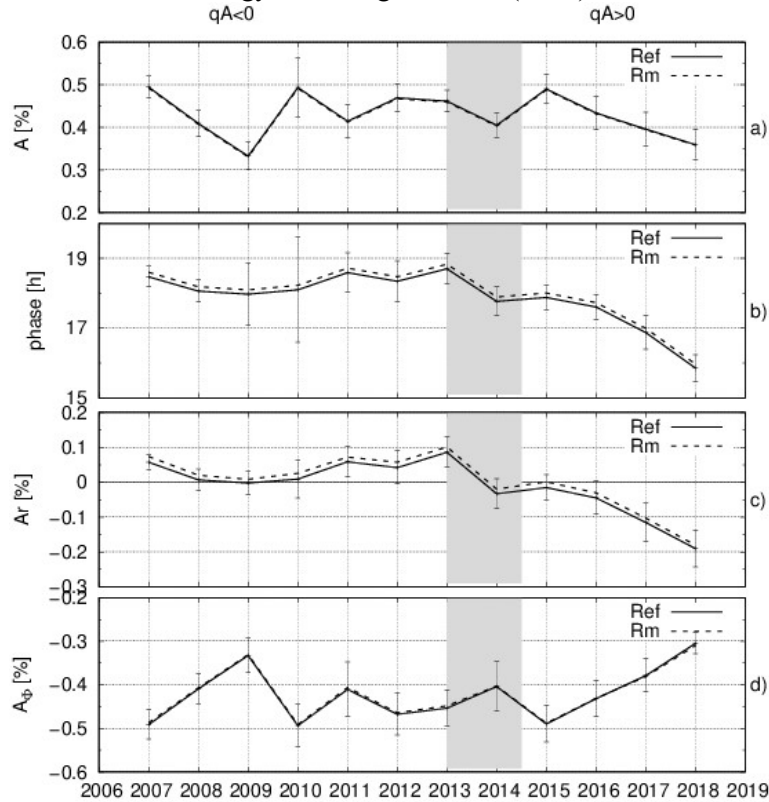 qA<0 qA>0
0.6
0.5
0.4
0.3
0.2
A [%]
Ref
Rm
a)
19
17
15
phase [h]
Ref
Rm
b)
0.2
0.1
0
−0.1
−0.2
−0.3
Ar [%]
Ref
Rm
c)
−0.2
−0.3
−0.4
−0.5
−0.6
AΦ [%]
Ref
Rm
d)
2006 2007 2008 2009 2010 2011 2012 2013 2014 2015 2016 2017 2018 2019